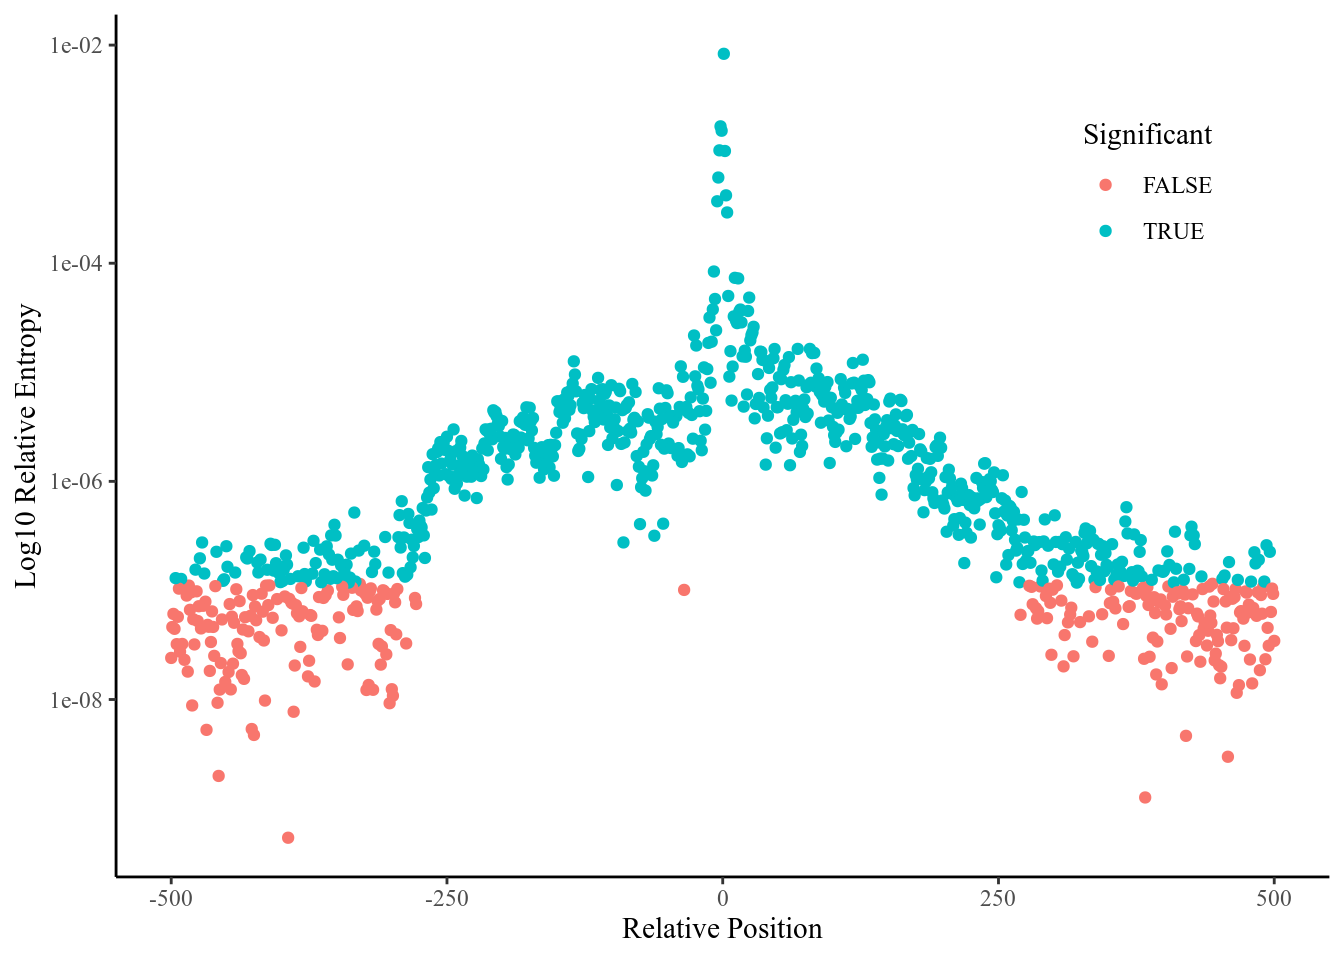 1e-02
1e-04
1e-06
1e-08
Log10 Relative Entropy
Significant
FALSE
TRUE
-500
-250
0
250
500
Relative Position